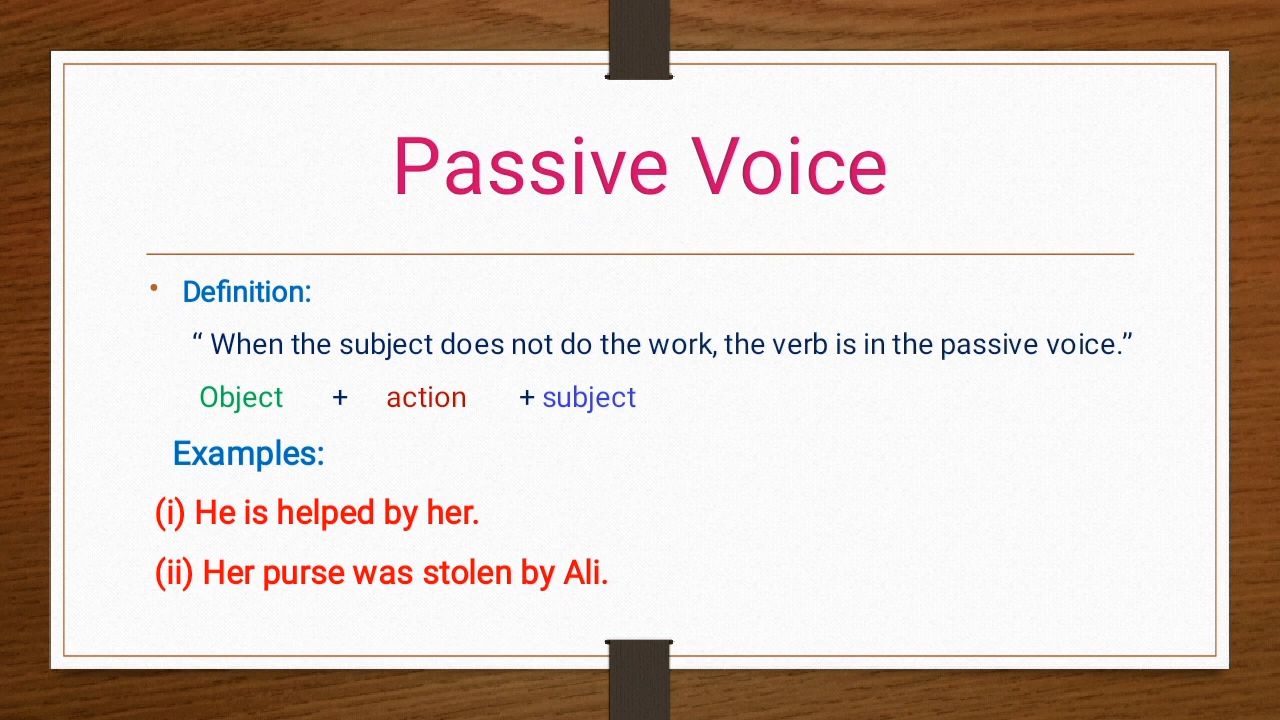 Passive Voice
• Definition:
“ When the subject does not do the work, the verb is in the passive voice.”
Object + action + subject
Examples:
(i) He is helped by her.
(ii) Her purse was stolen by Ali.